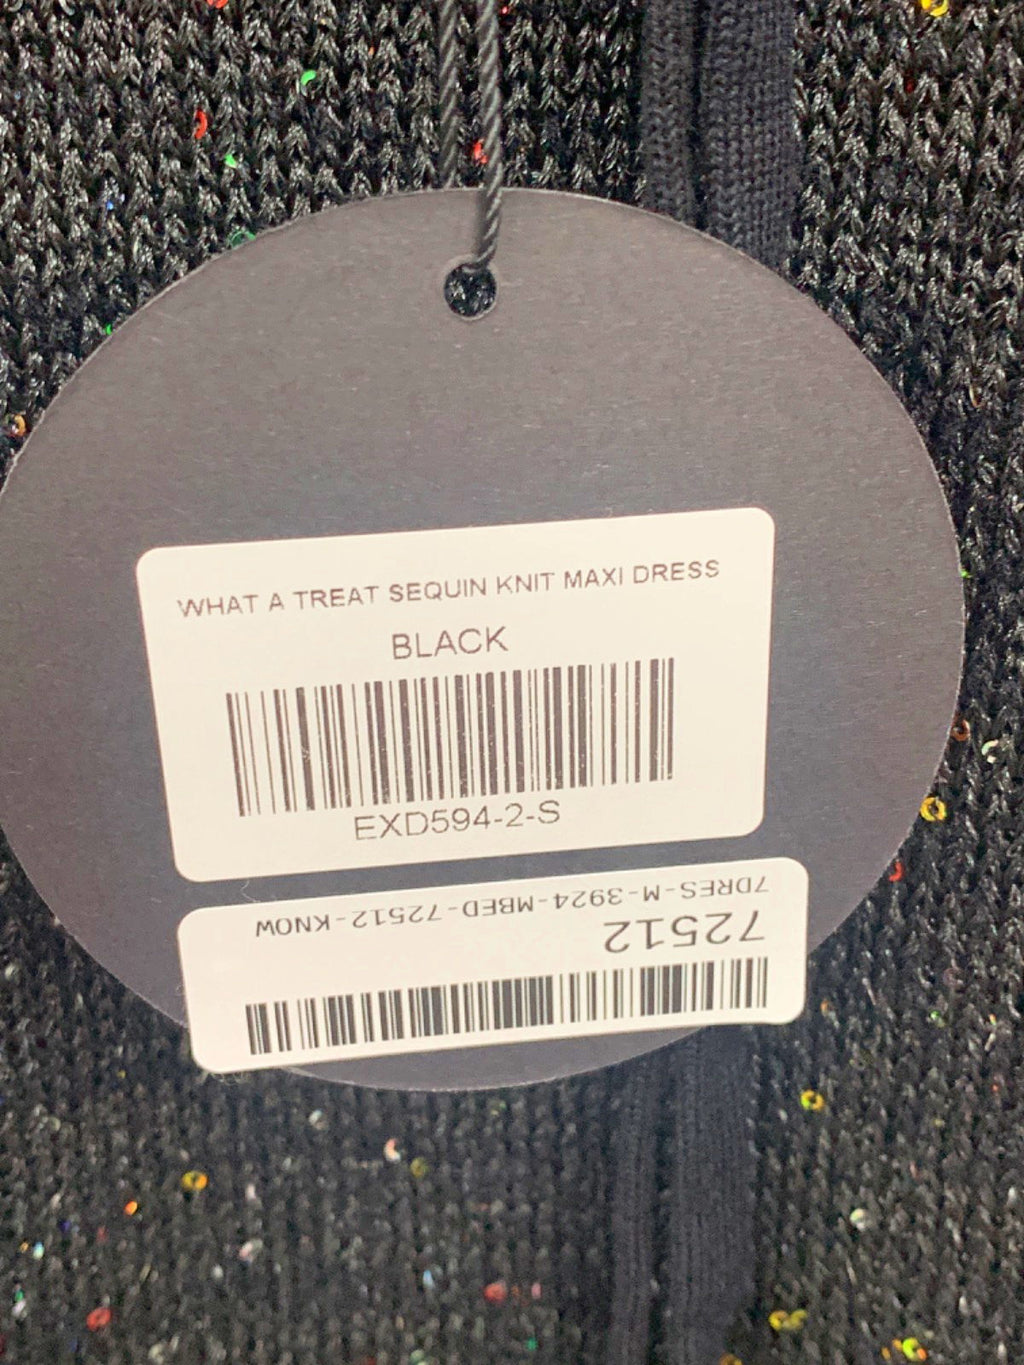 WHAT A TREAT SEQUIN KNIT MAXI DRESS
BLACK
EXD594-2-S
7DRES-M-3924-MBED-72512-KNOW
72512